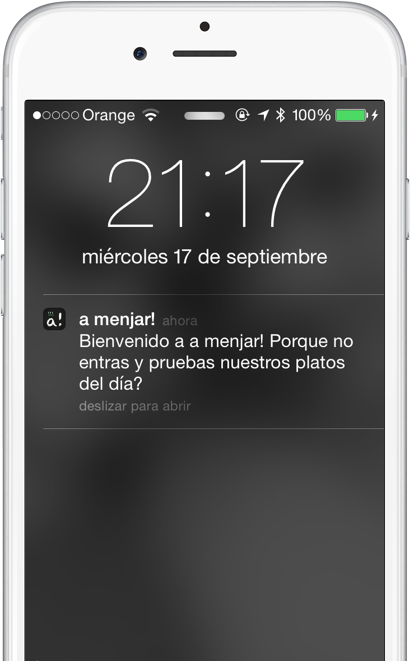 Orange 100%
21:17
miércoles 17 de septiembre
a! a menjar! ahora
Bienvenido a a menjar! Porque no
entras y pruebas nuestros platos
del día?
deslizar para abrir